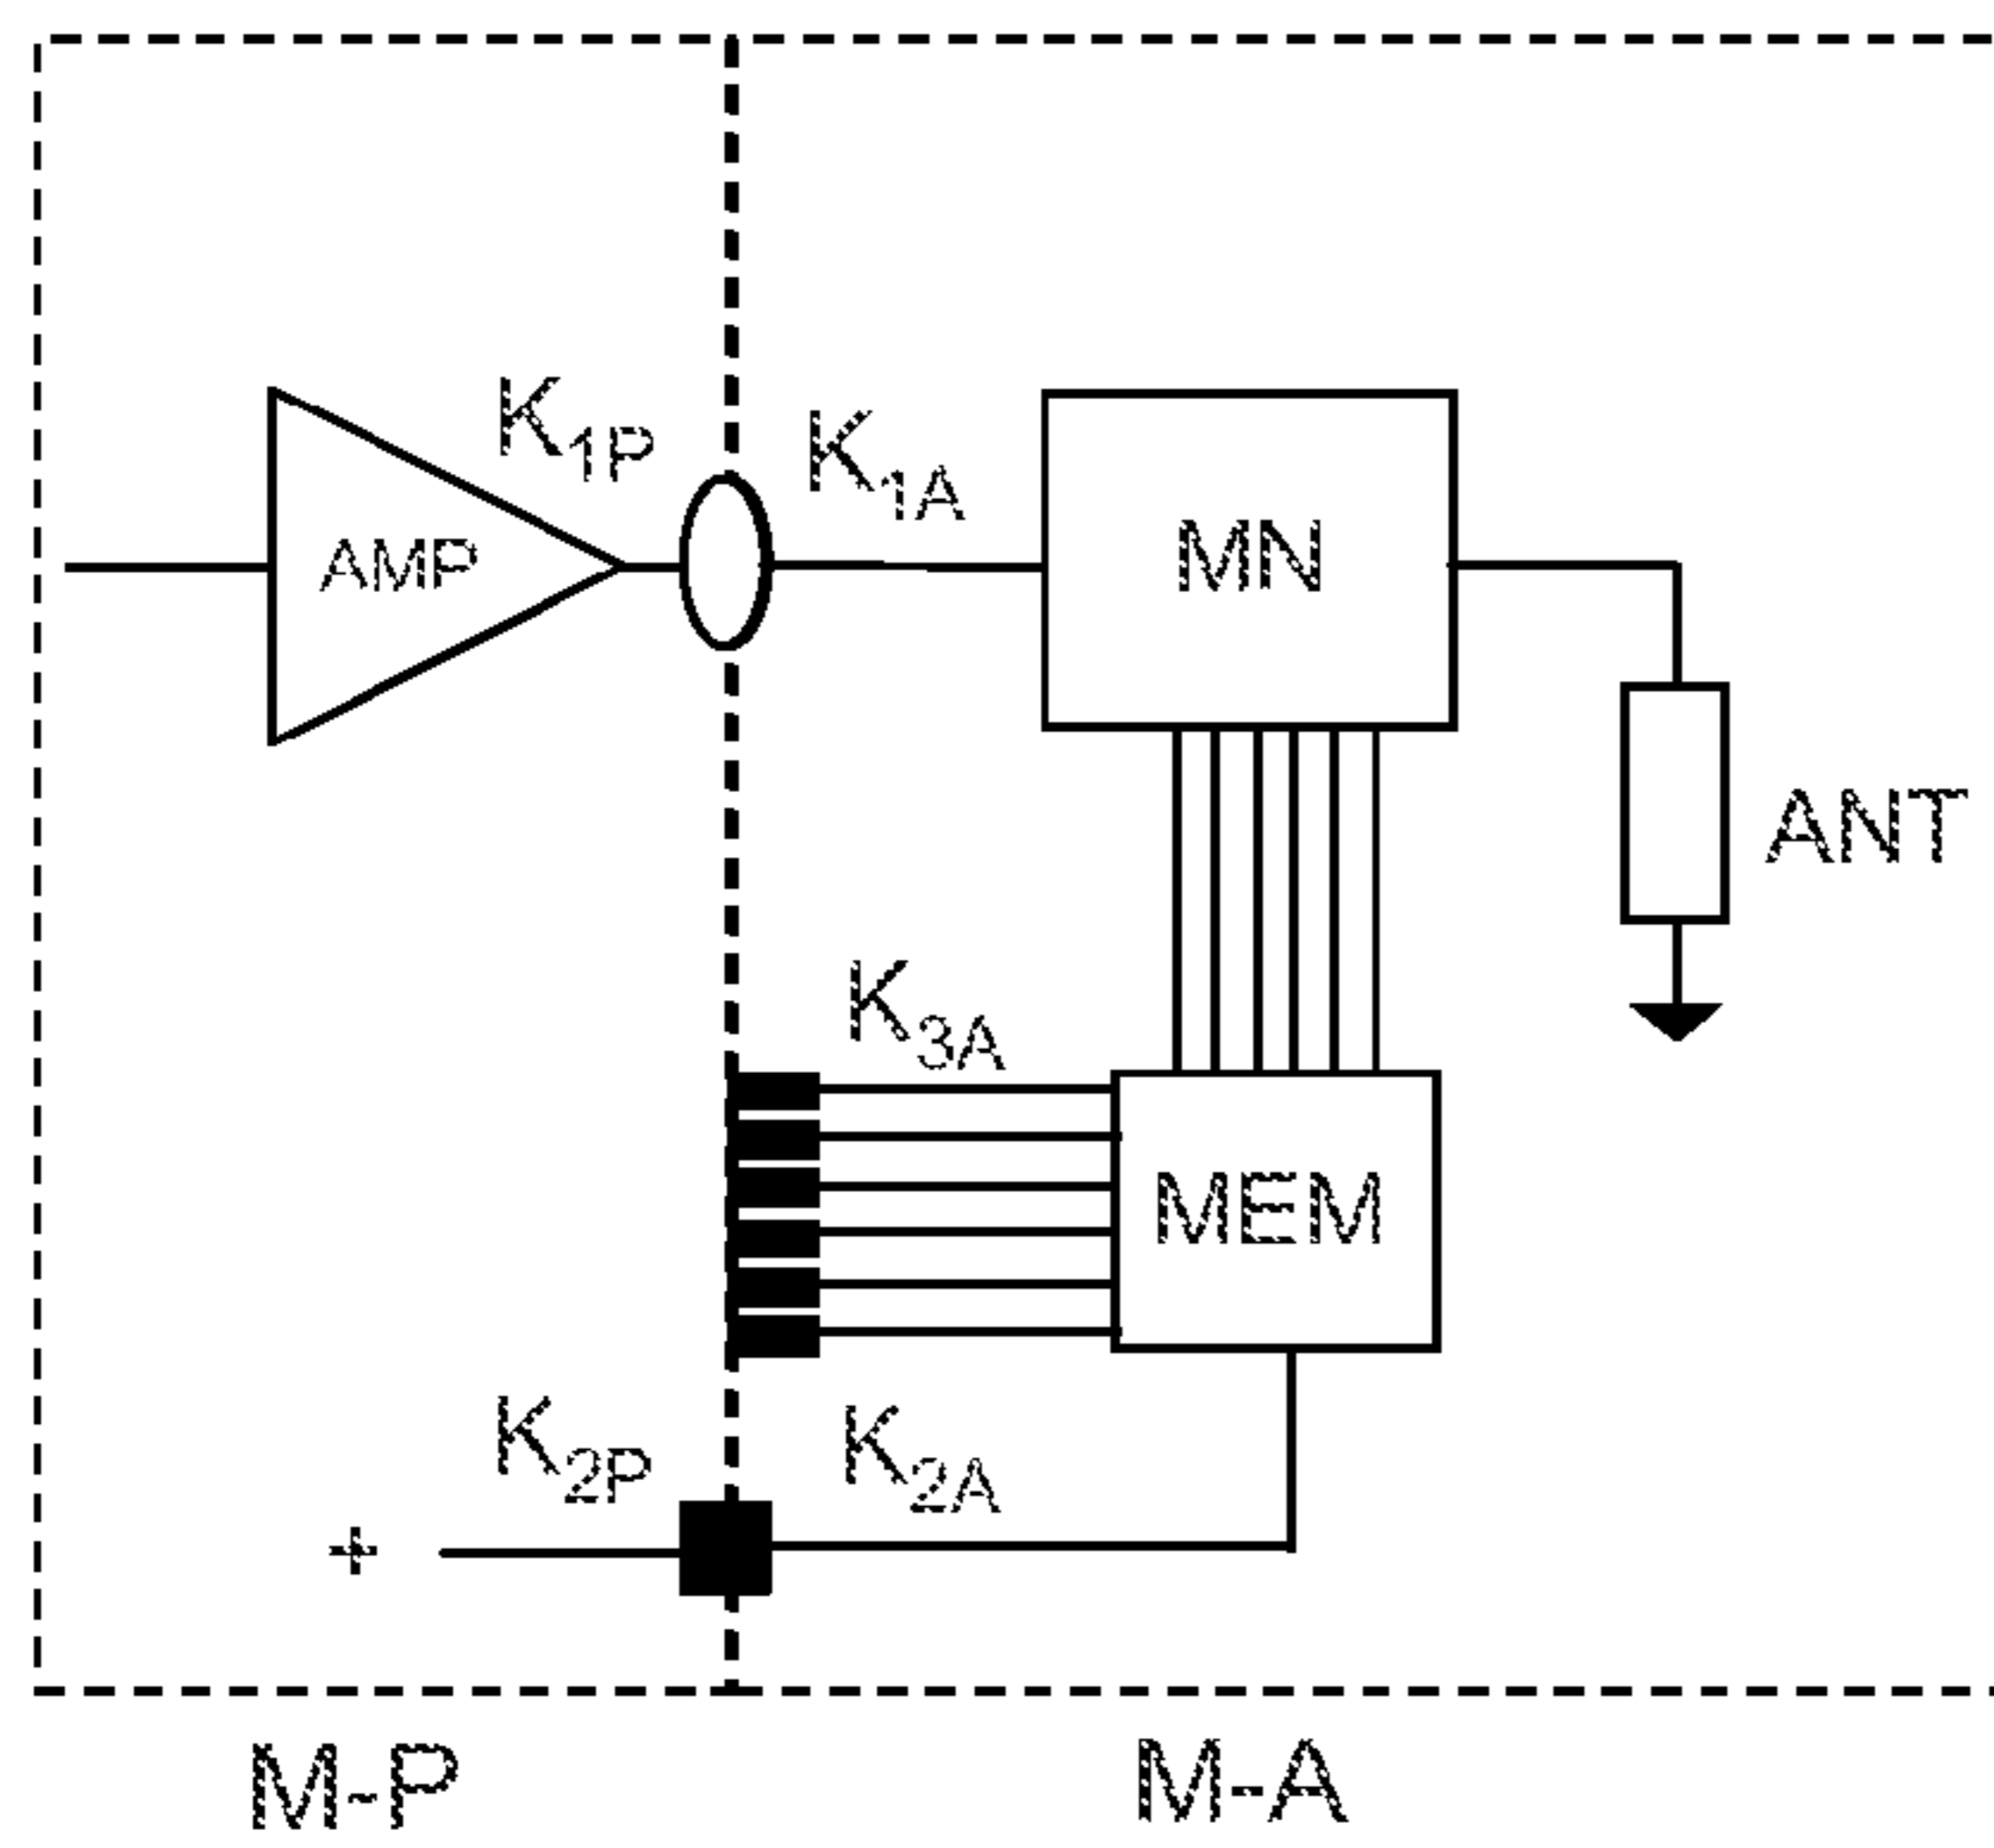 K1P
K1A
AMP
MN
ANT
K3A
MEM
K2P
K2A
+
M-P
M-A